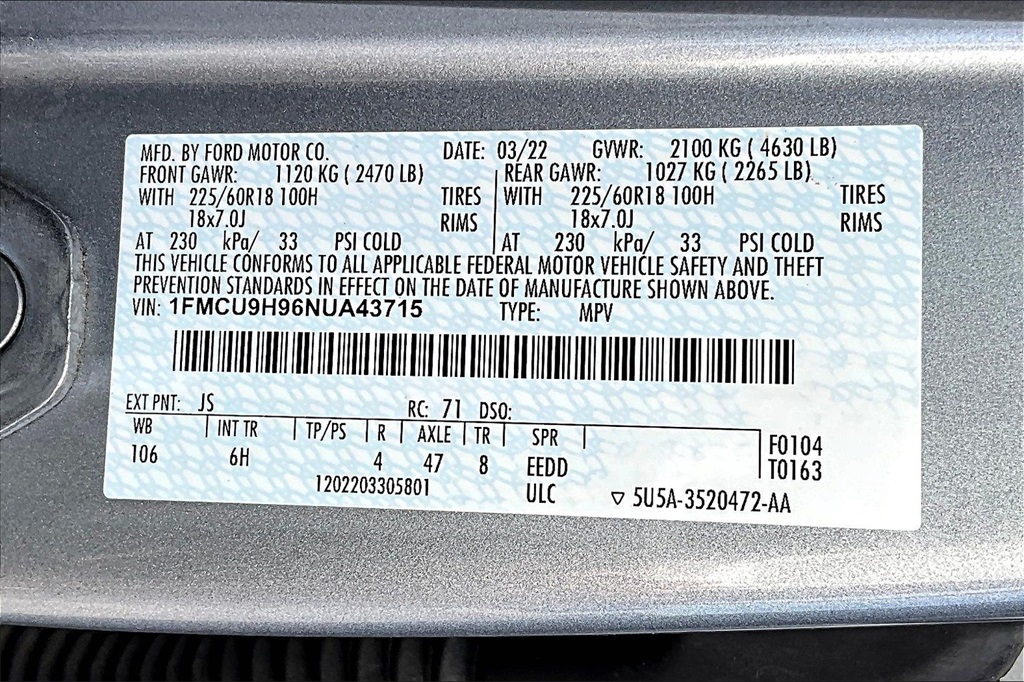 MFD. BY FORD MOTOR CO. DATE: 03/22 GVWR: 2100 KG ( 4630 LB)
FRONT GAWR: 1120 KG ( 2470 LB) REAR GAWR: 1027 KG ( 2265 LB)
WITH 225/60R18 100H TIRES WITH 225/60R18 100H TIRES
18x7.0J RIMS 18x7.0J RIMS
AT 230 kPa/ 33 PSI COLD AT 230 kPa/ 33 PSI COLD
THIS VEHICLE CONFORMS TO ALL APPLICABLE FEDERAL MOTOR VEHICLE SAFETY AND THEFT
PREVENTION STANDARDS IN EFFECT ON THE DATE OF MANUFACTURE SHOWN ABOVE.
VIN: 1FMCU9H96NUA43715 TYPE: MPV
EXT PNT: JS RC: 71 DSO:
WB INT TR TP/PS R AXLE TR SPR F0104
106 6H 4 47 8 EEDD T0163
1202203305801 ULC ▽ 5U5A-3520472-AA